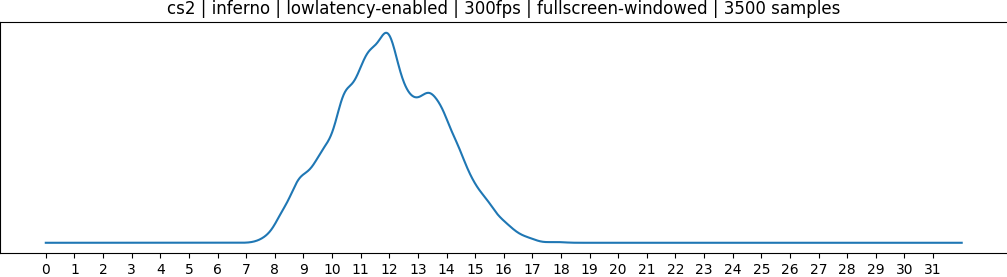 cs2 | inferno | lowlatency-enabled | 300fps | fullscreen-windowed | 3500 samples
0 1 2 3 4 5 6 7 8 9 10 11 12 13 14 15 16 17 18 19 20 21 22 23 24 25 26 27 28 29 30 31